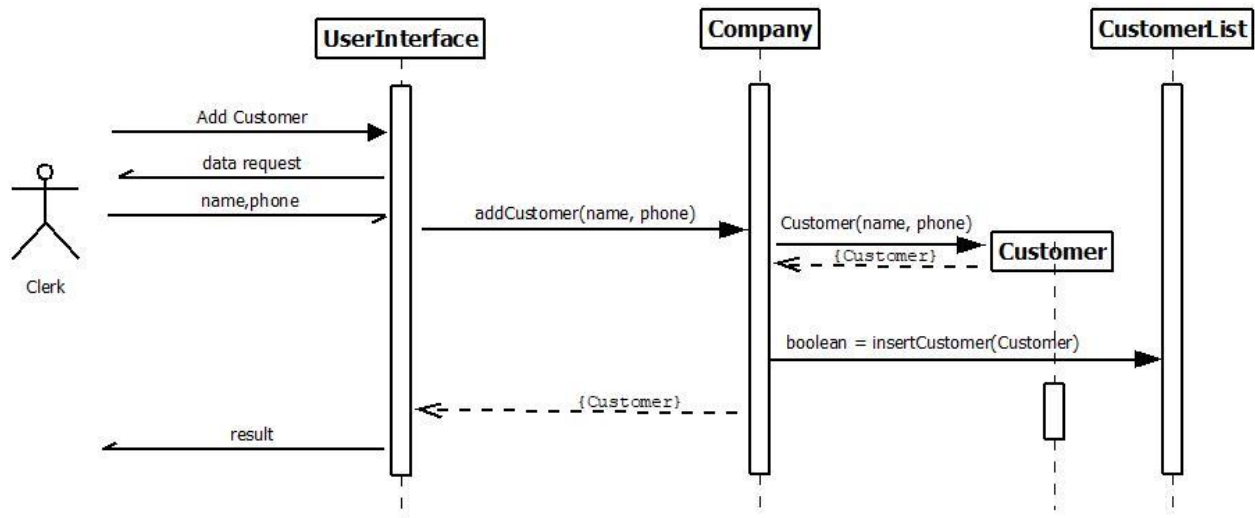 UserInterface
Company
CustomerList
Add Customer
data request
name,phone
addCustomer(name, phone)
Customer(name, phone)
{Customer}
Customer
Clerk
boolean = insertCustomer(Customer)
{Customer}
result